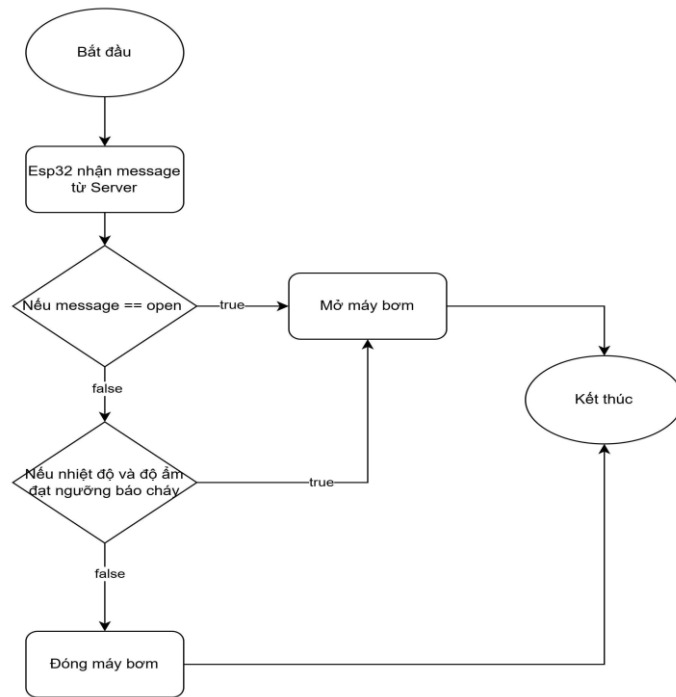 Bắt đầu
Esp32 nhận message
từ Server
Nếu message == open
true
Mở máy bơm
false
Kết thúc
Nếu nhiệt độ và độ ẩm
đạt ngưỡng báo cháy
true
false
Đóng máy bơm